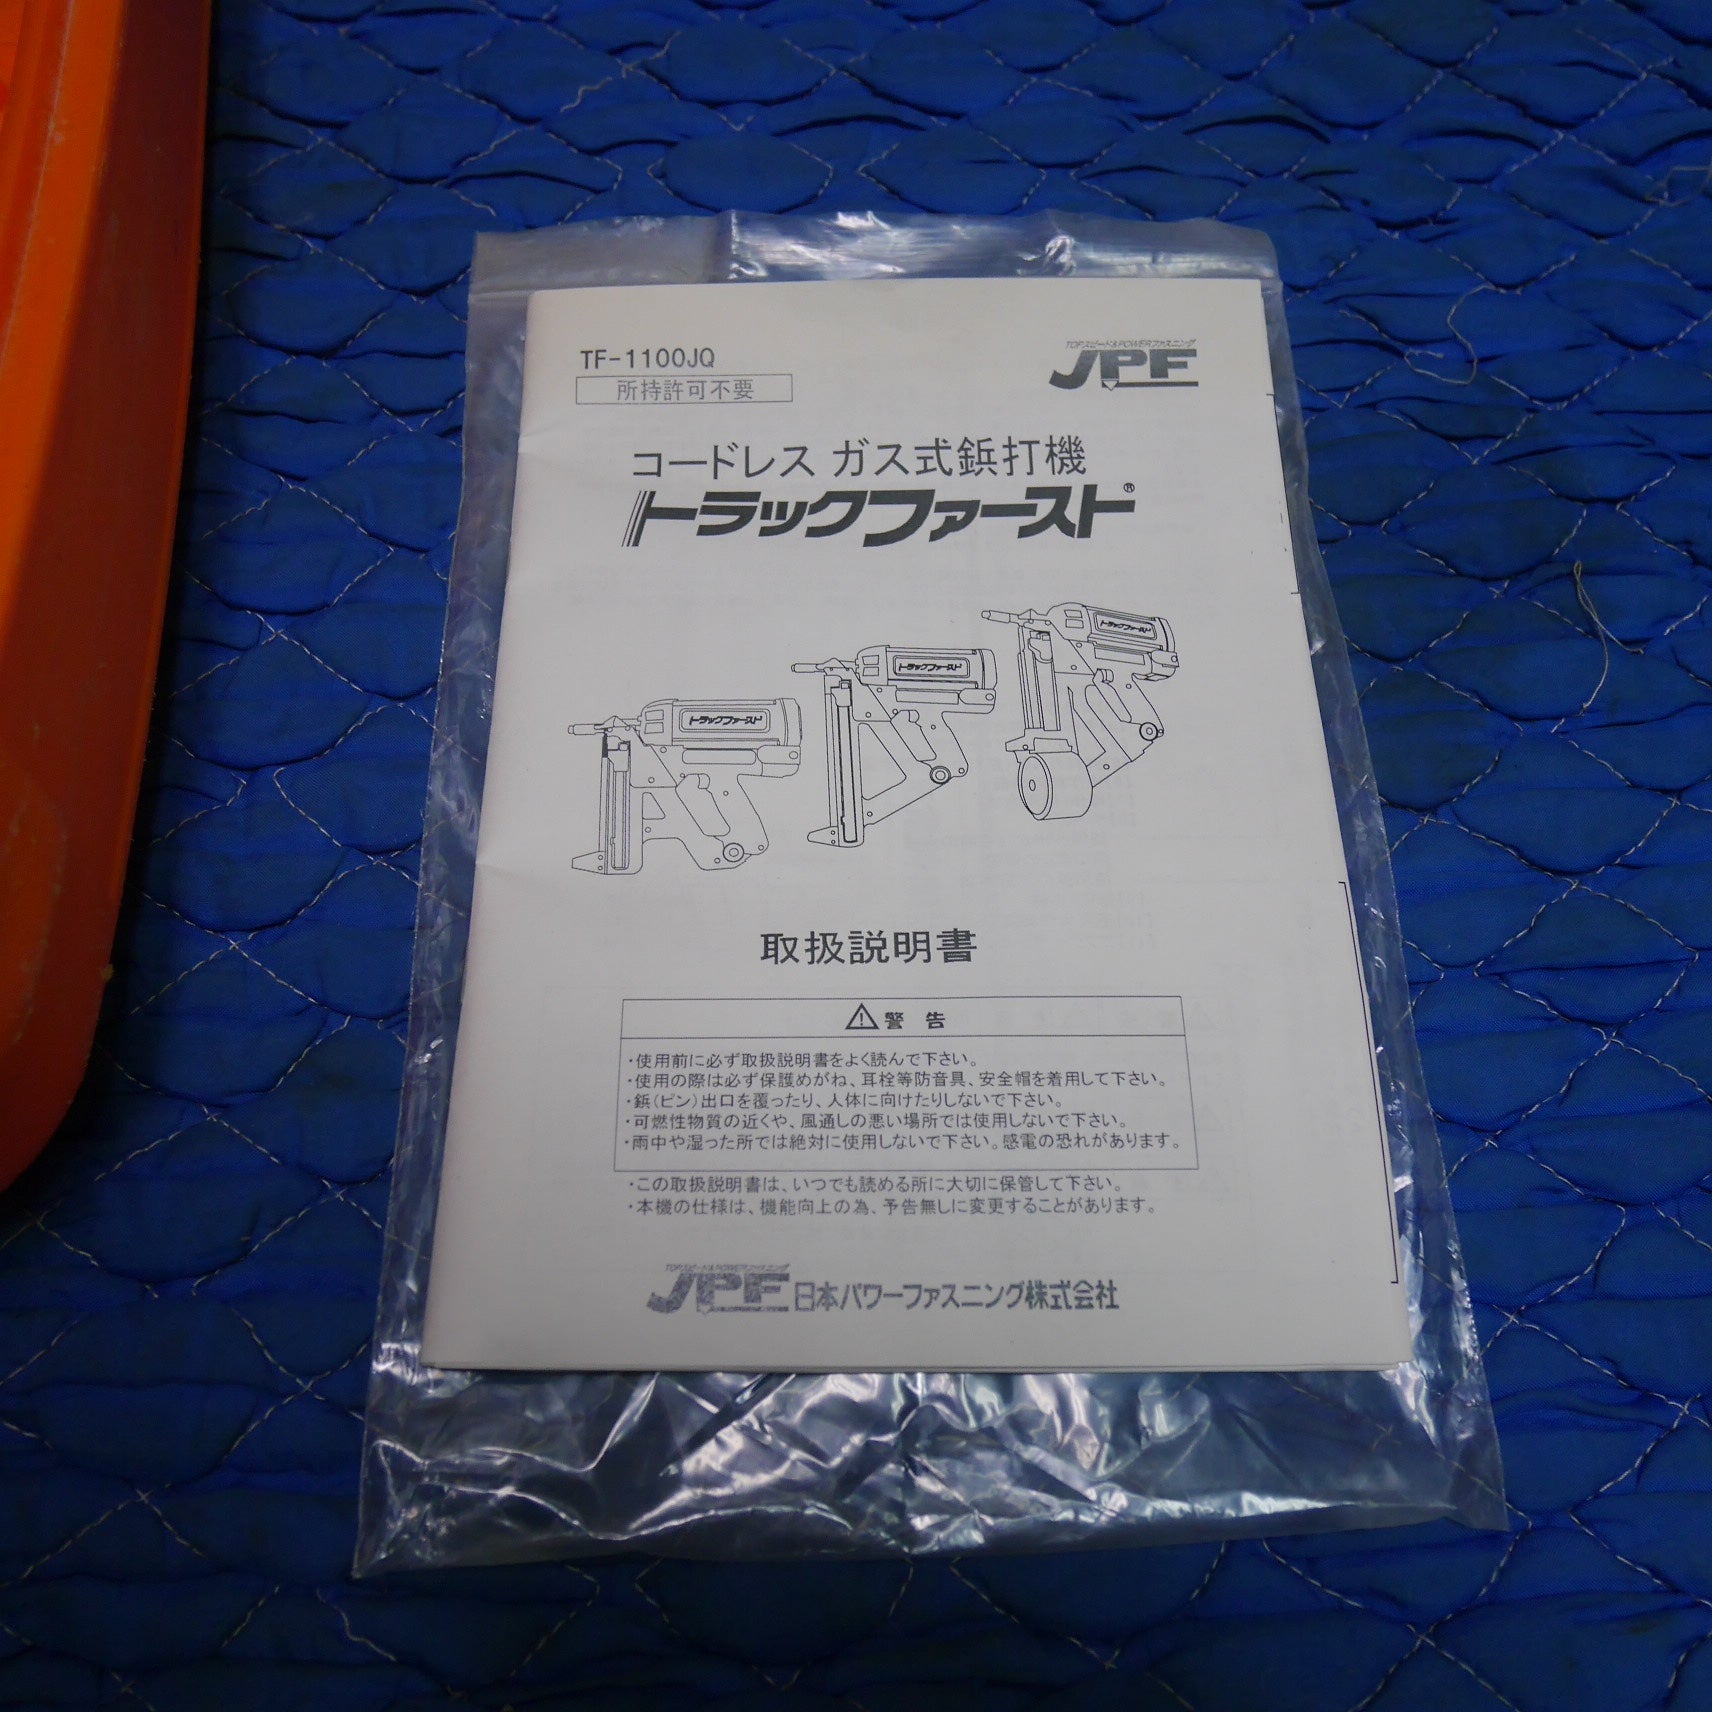 TF-1100JQ
TOPスピード&POWERファスニング
JPF
所持許可不要
コードレス ガス式鋲打機
トラックファースト®
トラックファースト
トラックファースト
トラックファースト
取扱説明書
⚠警 告
・使用前に必ず取扱説明書をよく読んで下さい。
・使用の際は必ず保護めがね、耳栓等防音具、安全帽を着用して下さい。
・鋲(ピン)出口を覆ったり、人体に向けたりしないで下さい。
・可燃性物質の近くや、風通しの悪い場所では使用しないで下さい。
・雨中や湿った所では絶対に使用しないで下さい。感電の恐れがあります。
・この取扱説明書は、いつでも読める所に大切に保管して下さい。
・本機の仕様は、機能向上の為、予告無しに変更することがあります。
TOPスピード&POWERファスニング
JPF 日本パワーファスニング株式会社